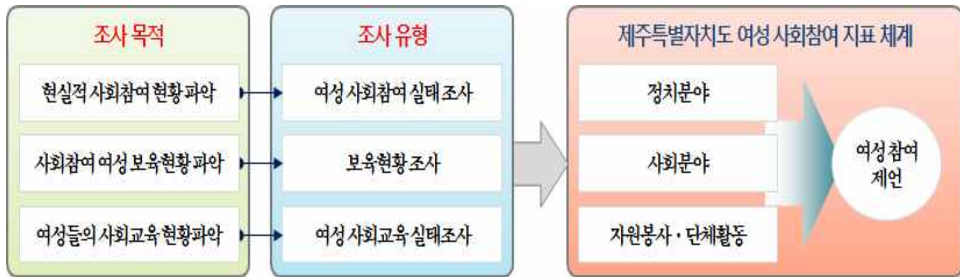 조사 목적
현실적 사회참여 현황 파악
사회참여 여성 보육현황 파악
여성들의 사회교육 현황파악
조사 유형
여성 사회참여 실태조사
보육현황 조사
여성 사회교육 실태조사
제주특별자치도 여성 사회참여 지표 체계
정치분야
사회분야
자원봉사·단체활동
여성 참여
제언